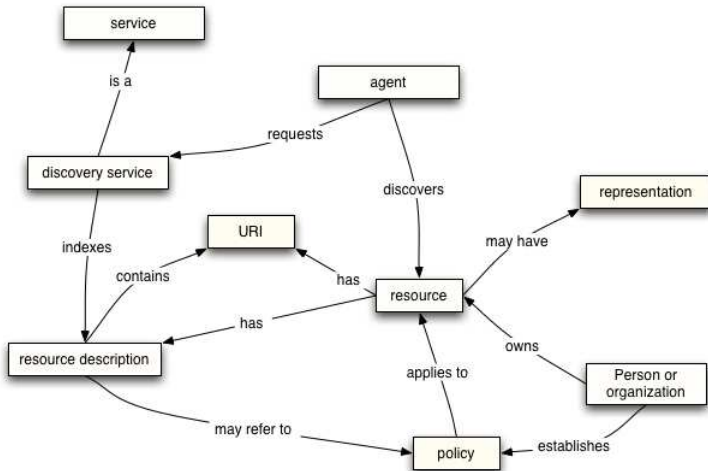 service
is a
agent
requests
discovery service
discovers
representation
URI
indexes
may have
contains
has
resource
has
resource description
owns
applies to
Person or
organization
may refer to
policy
establishes